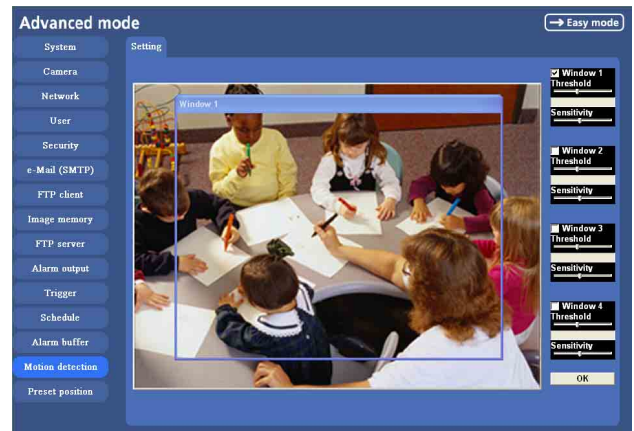 Advanced mode
→ Easy mode
System
Camera
Network
User
Security
e-Mail (SMTP)
FTP client
Image memory
FTP server
Alarm output
Trigger
Schedule
Alarm buffer
Motion detection
Preset position
Setting
Window 1
Window 1
Threshold
Sensitivity
Window 2
Threshold
Sensitivity
Window 3
Threshold
Sensitivity
Window 4
Threshold
Sensitivity
OK